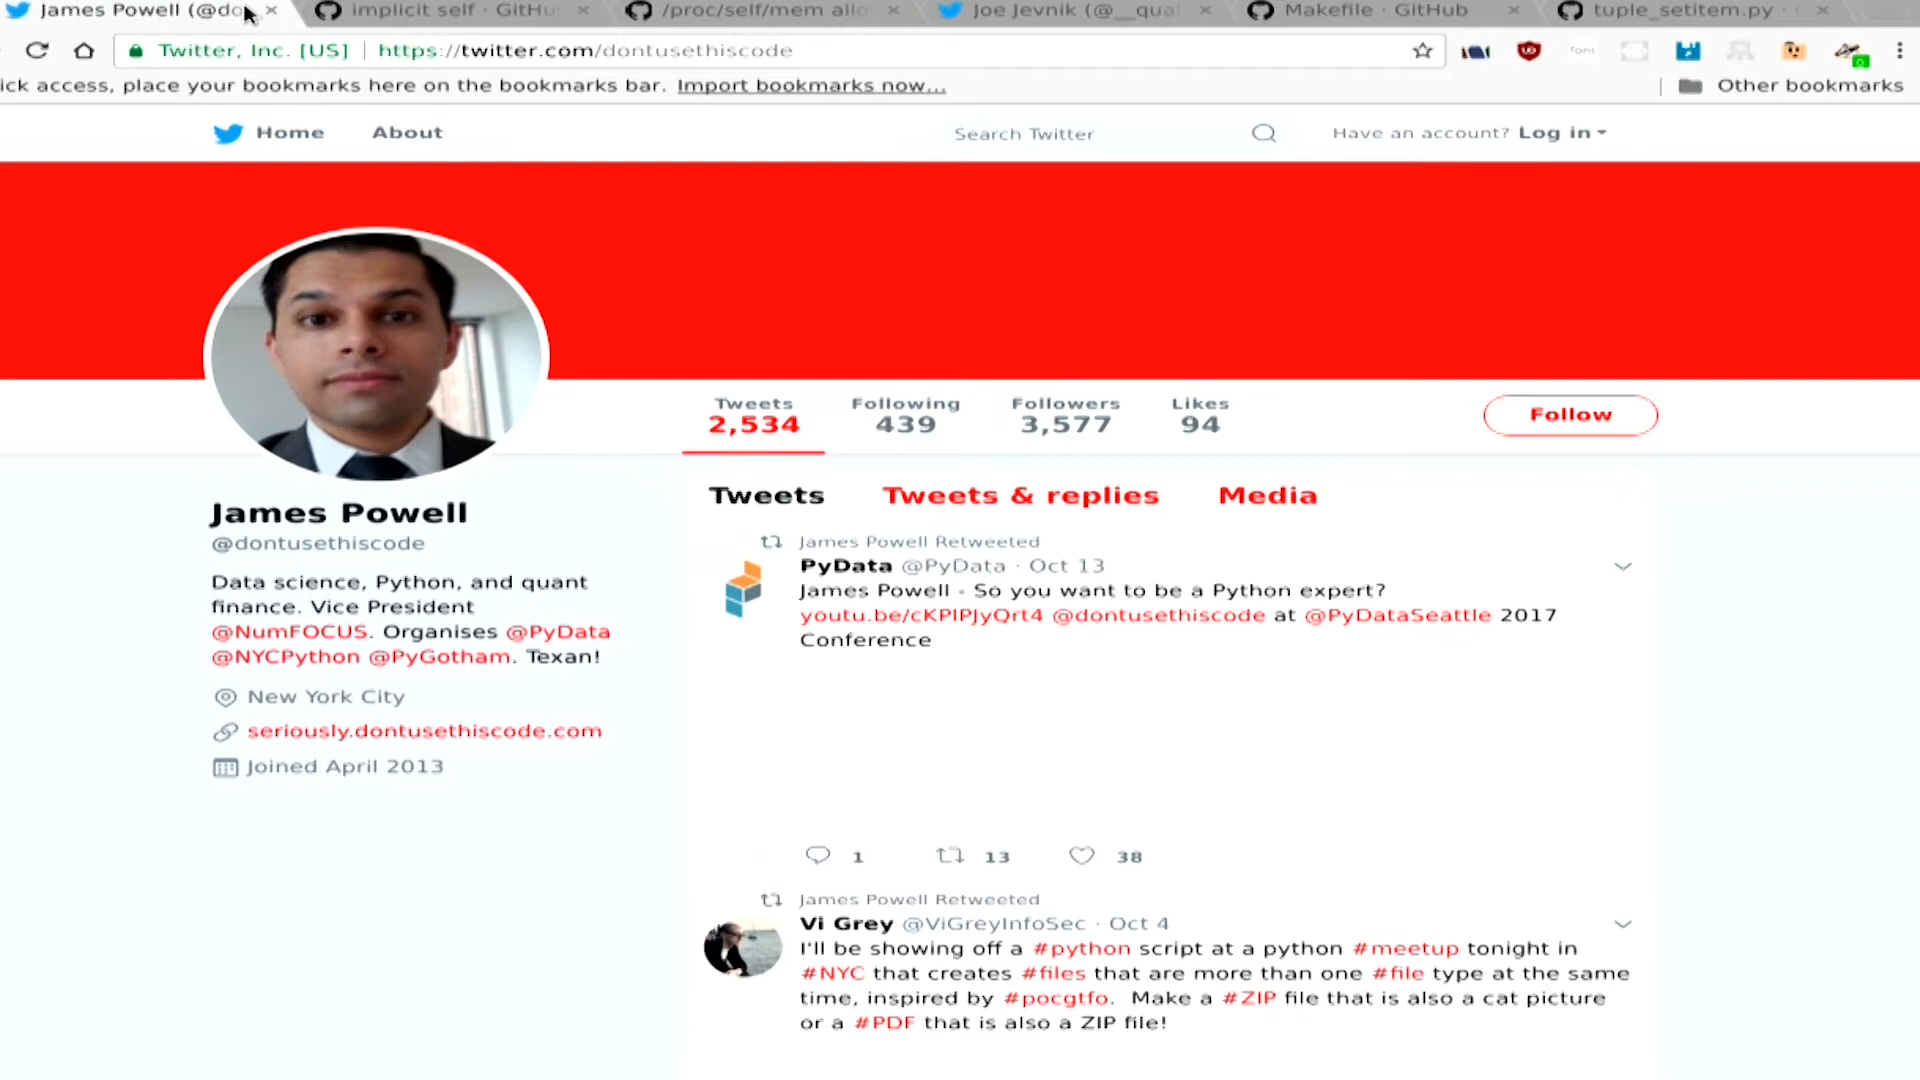 James Powell (@do
implicit self · GitHu
/proc/self/mem all
Joe Jevnik (@__qual
Makefile · GitHub
tuple_setitem.py ·
Twitter, Inc. [US] | https://twitter.com/dontusethiscode
ick access, place your bookmarks here on the bookmarks bar. Import bookmarks now...
Other bookmarks
Home About
Search Twitter
Have an account? Log in
Tweets Following Followers Likes
2,534 439 3,577 94
Follow
James Powell
@dontusethiscode
Data science, Python, and quant
finance. Vice President
@NumFOCUS. Organises @PyData
@NYCPython @PyGotham. Texan!
New York City
seriously.dontusethiscode.com
Joined April 2013
Tweets Tweets & replies Media
James Powell Retweeted
PyData @PyData · Oct 13
James Powell - So you want to be a Python expert?
youtu.be/cKPlPJyQrt4 @dontusethiscode at @PyDataSeattle 2017
Conference
1 13 38
James Powell Retweeted
Vi Grey @ViGreyInfoSec · Oct 4
I'll be showing off a #python script at a python #meetup tonight in
#NYC that creates #files that are more than one #file type at the same
time, inspired by #pocgtfo. Make a #ZIP file that is also a cat picture
or a #PDF that is also a ZIP file!